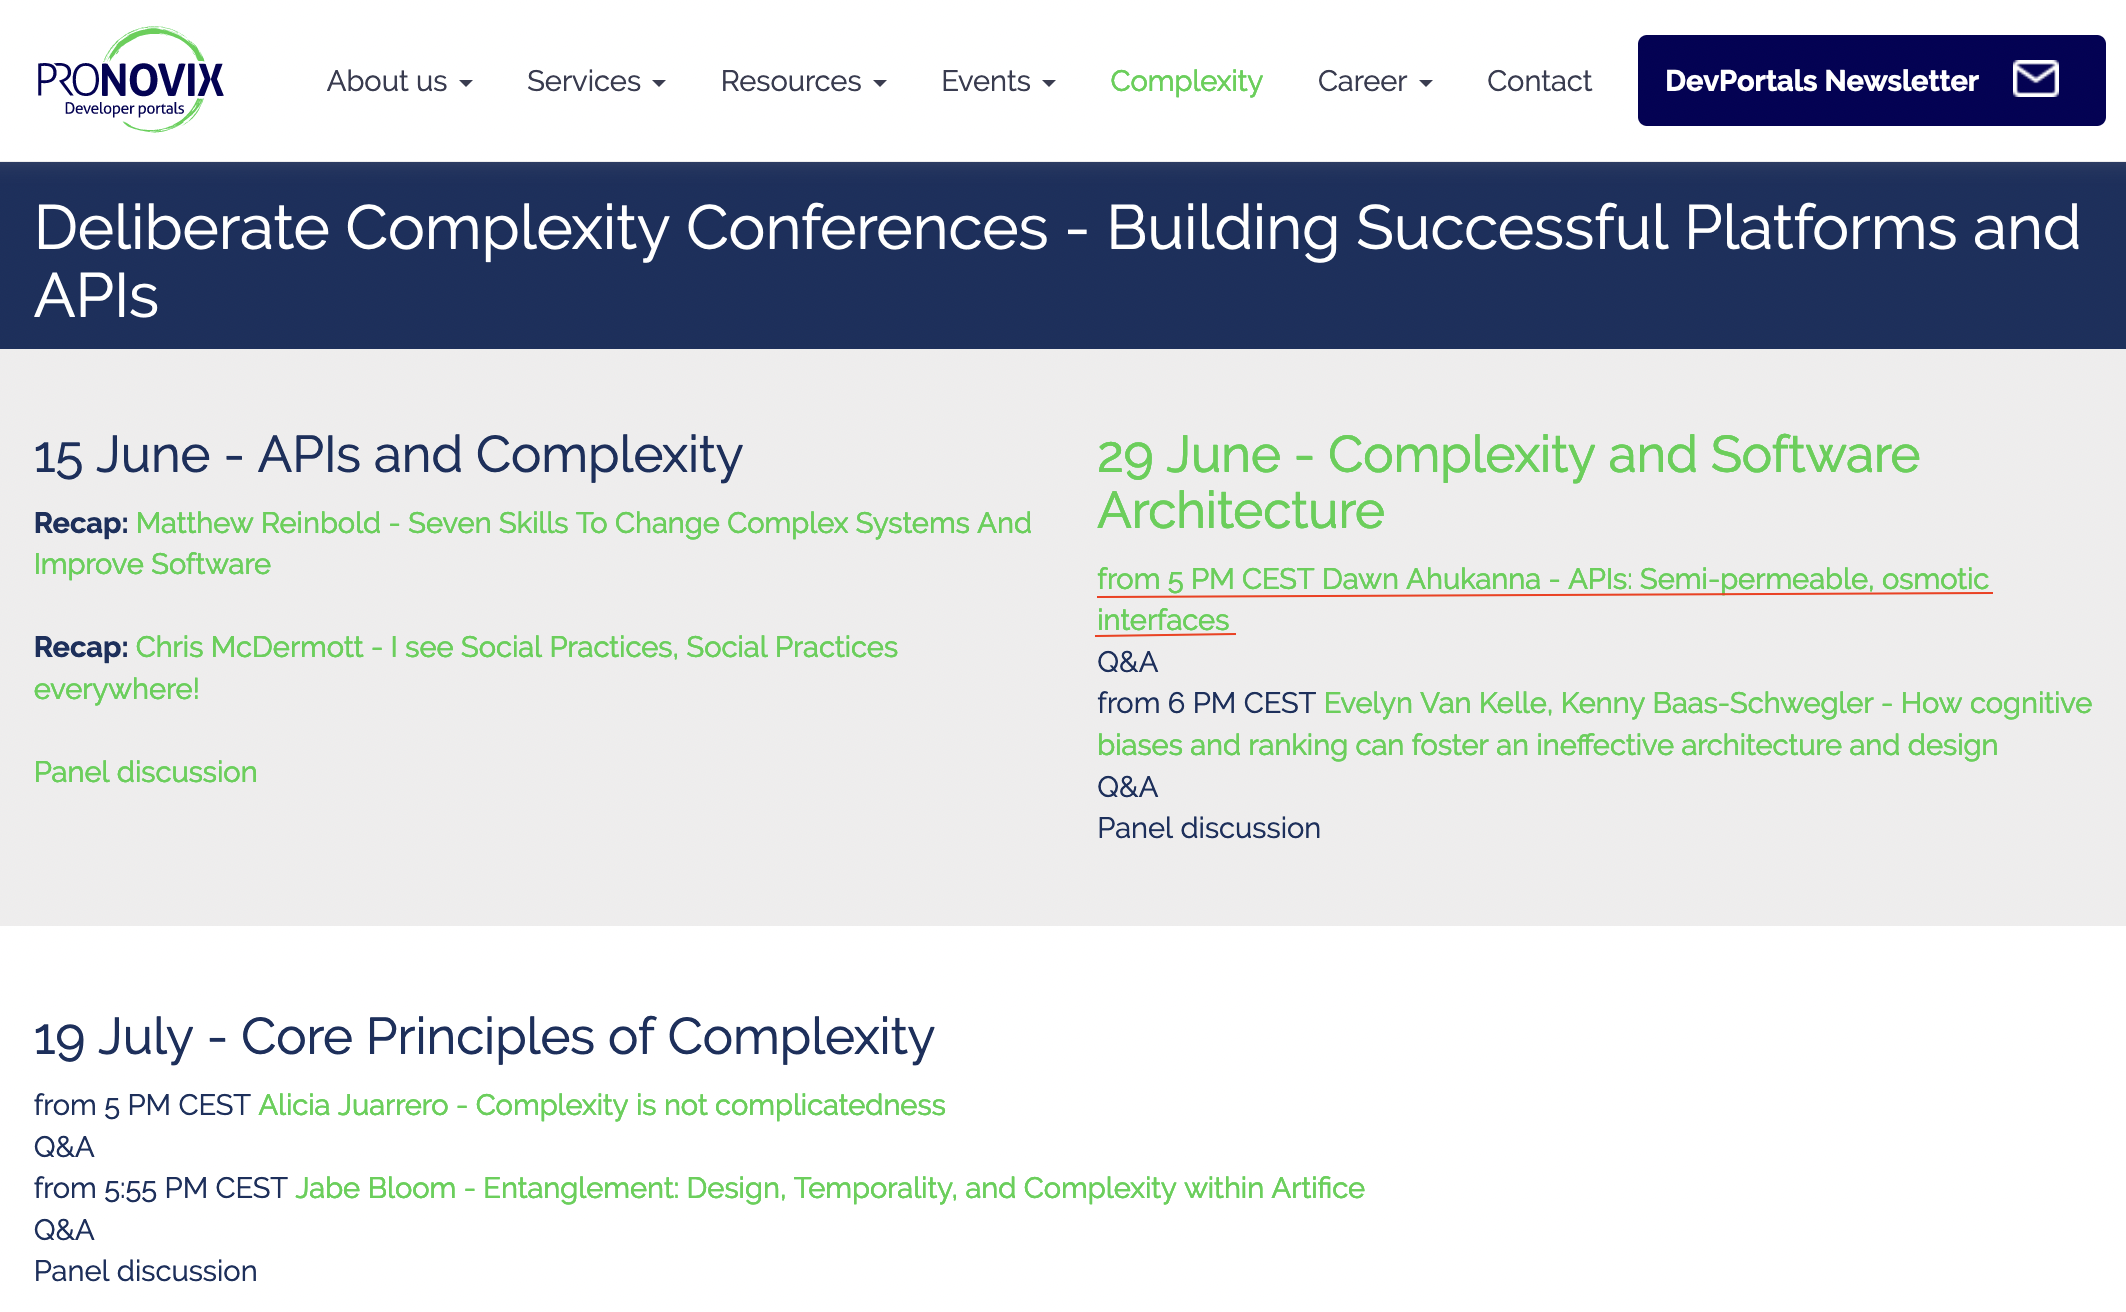 PRONOVIX
Developer portals
About us
Services
Resources
Events
Complexity
Career
Contact
DevPortals Newsletter
Deliberate Complexity Conferences - Building Successful Platforms and
APIs
15 June - APIs and Complexity
Recap: Matthew Reinbold - Seven Skills To Change Complex Systems And
Improve Software
Recap: Chris McDermott - I see Social Practices, Social Practices
everywhere!
Panel discussion
29 June - Complexity and Software
Architecture
from 5 PM CEST Dawn Ahukanna - APIs: Semi-permeable, osmotic
interfaces
Q&A
from 6 PM CEST Evelyn Van Kelle, Kenny Baas-Schwegler - How cognitive
biases and ranking can foster an ineffective architecture and design
Q&A
Panel discussion
19 July - Core Principles of Complexity
from 5 PM CEST Alicia Juarrero - Complexity is not complicatedness
Q&A
from 5:55 PM CEST Jabe Bloom - Entanglement: Design, Temporality, and Complexity within Artifice
Q&A
Panel discussion